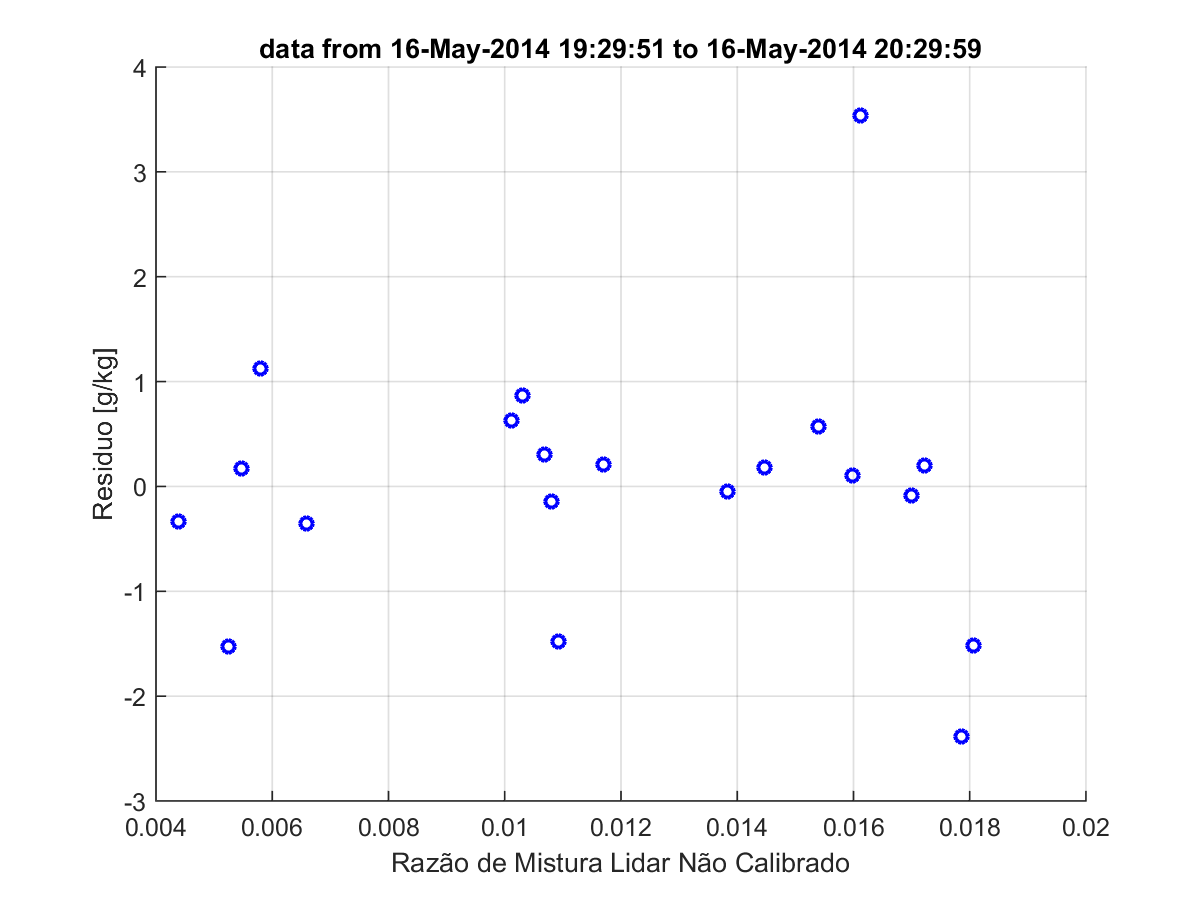 data from 16-May-2014 19:29:51 to 16-May-2014 20:29:59
4
3
2
1
0
-1
-2
-3
Residuo [g/kg]
0.004 0.006 0.008 0.01 0.012 0.014 0.016 0.018 0.02
Razão de Mistura Lidar Não Calibrado